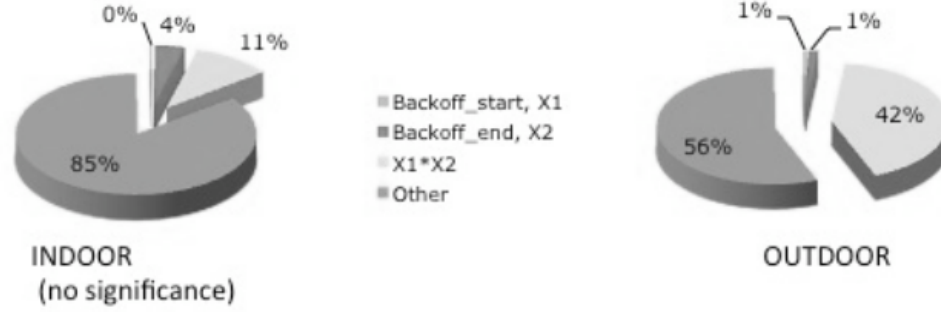 0%
4%
11%
85%
INDOOR
(no significance)
Backoff_start, X1
Backoff_end, X2
X1*X2
Other
1%
1%
42%
56%
OUTDOOR